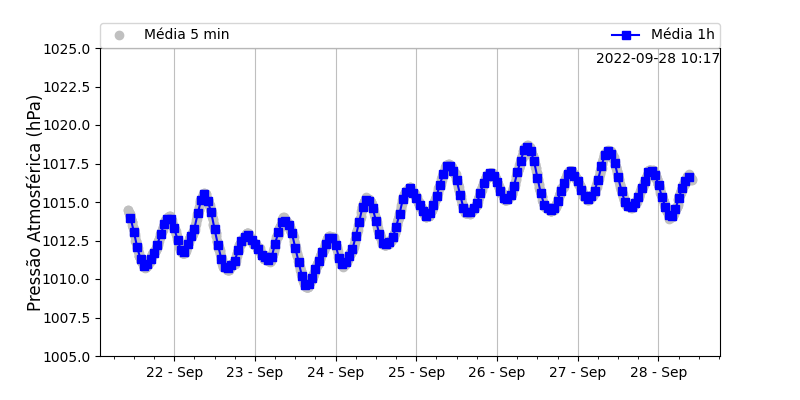 Média 5 min
Média 1h
2022-09-28 10:17
Pressão Atmosférica (hPa)
1025.0
1022.5
1020.0
1017.5
1015.0
1012.5
1010.0
1007.5
1005.0
22 - Sep 23 - Sep 24 - Sep 25 - Sep 26 - Sep 27 - Sep 28 - Sep